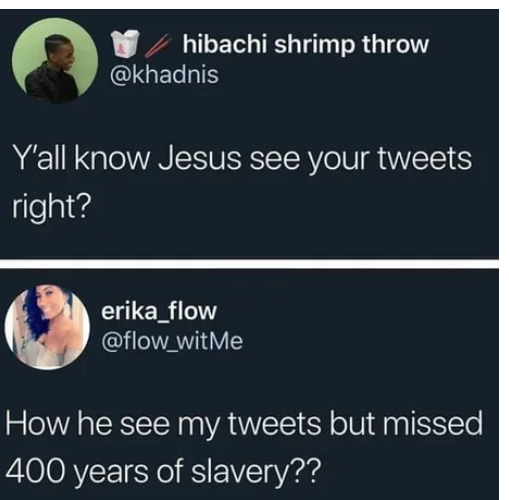 hibachi shrimp throw
@khadnis
Y'all know Jesus see your tweets
right?
erika_flow
@flow_witMe
How he see my tweets but missed
400 years of slavery??